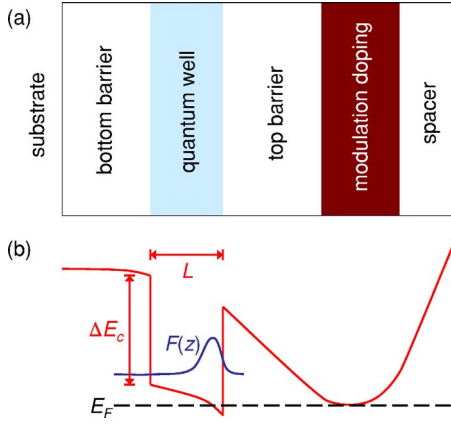 (a)
substrate
bottom barrier
quantum well
top barrier
modulation doping
spacer
(b)
L
ΔE_c
F(z)
E_F